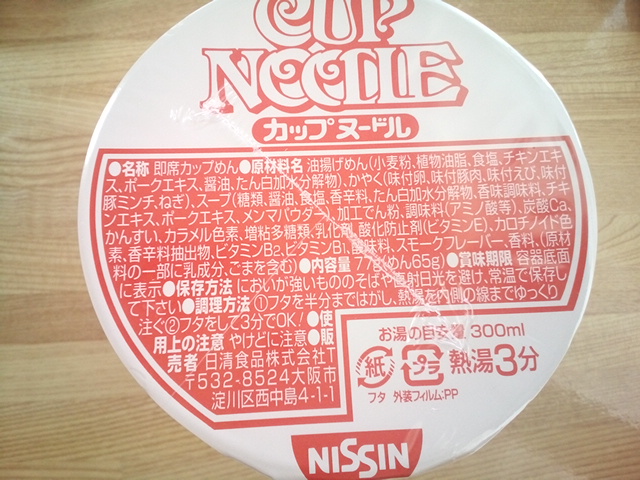 CUP
NOODLE
カップヌードル
●名称 即席カップめん●原材料名 油揚げめん(小麦粉、植物油脂、食塩、チキンエキ
ス、ポークエキス、醤油、たん白加水分解物)、かやく(味付卵、味付豚肉、味付えび、味付
豚ミンチ、ねぎ)、スープ(糖類、醤油、食塩、香辛料、たん白加水分解物、香味調味料、チキ
ンエキス、ポークエキス、メンマパウダー)、加工でん粉、調味料(アミノ酸等)、炭酸Ca、
かんすい、カラメル色素、増粘多糖類、乳化剤、酸化防止剤(ビタミンE)、カロチノイド色
素、香辛料抽出物、ビタミンB2、ビタミンB1、酸味料、スモークフレーバー、香料、(原材
料の一部に乳成分、ごまを含む)●内容量 77g(めん65g)●賞味期限 容器底面
に表示●保存方法 においが強いもののそばや直射日光を避け、常温で保存し
て下さい●調理方法 ①フタを半分まではがし、熱湯を内側の線までゆっくり
注ぐ②フタをして3分でOK!●使
用上の注意 やけどに注意●販
売者 日清食品株式会社T
〒532-8524大阪市
淀川区西中島4-1-1
お湯の目安量 300ml
紙 プラ 熱湯3分
フタ 外装フィルム:PP
NISSIN